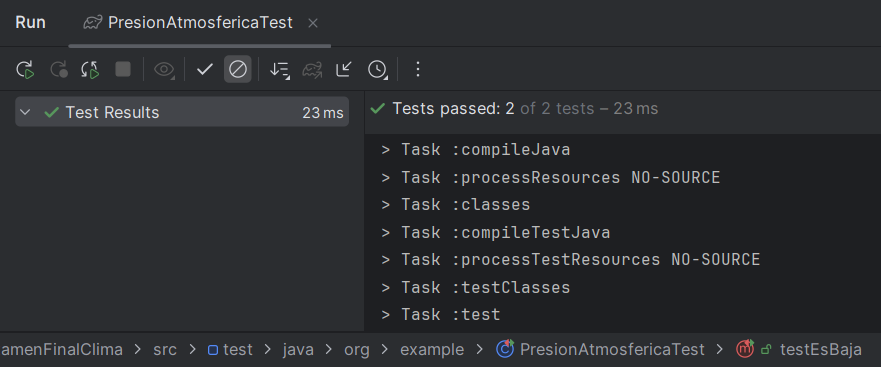 Run PresionAtmosfericaTest
Test Results 23 ms
Tests passed: 2 of 2 tests – 23 ms
> Task :compileJava
> Task :processResources NO-SOURCE
> Task :classes
> Task :compileTestJava
> Task :processTestResources NO-SOURCE
> Task :testClasses
> Task :test
amenFinalClima > src > test > java > org > example > PresionAtmosfericaTest > testEsBaja